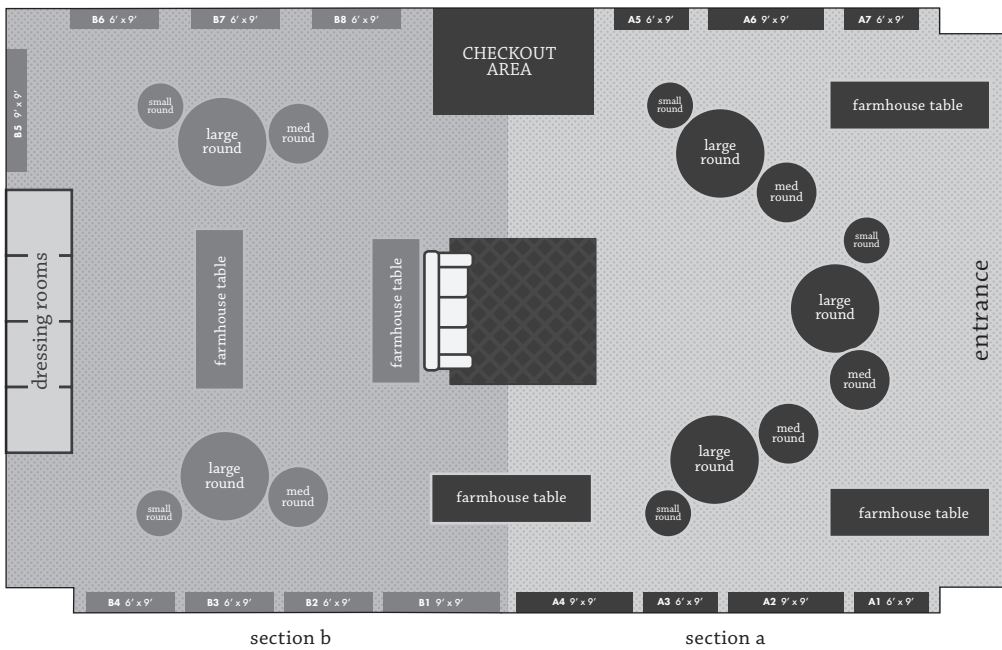 B6 6' x 9'
B7 6' x 9'
B8 6' x 9'
A5 6' x 9'
A6 9' x 9'
A7 6' x 9'
CHECKOUT
AREA
B5 9' x 9'
small
round
large
round
med
round
small
round
large
round
med
round
farmhouse table
small
round
large
round
med
round
entrance
dressing rooms
farmhouse table
farmhouse table
large
round
med
round
small
round
farmhouse table
med
round
large
round
small
round
farmhouse table
B4 6' x 9'
B3 6' x 9'
B2 6' x 9'
B1 9' x 9'
A4 9' x 9'
A3 6' x 9'
A2 9' x 9'
A1 6' x 9'
section b
section a